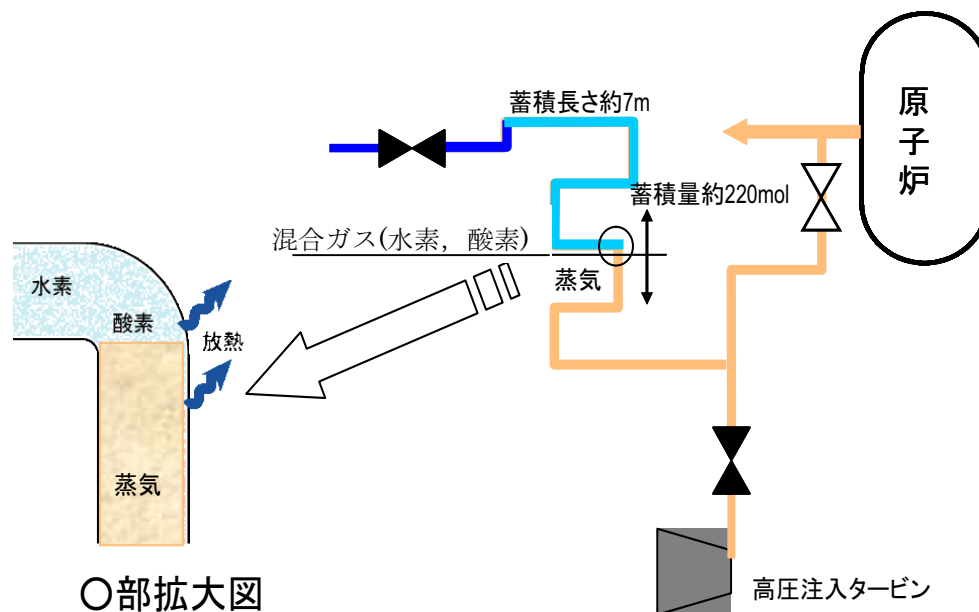 蓄積長さ約7m
原子炉
蓄積量約220mol
混合ガス(水素，酸素)
蒸気
水素
酸素
放熱
蒸気
〇部拡大図
高圧注入タービン